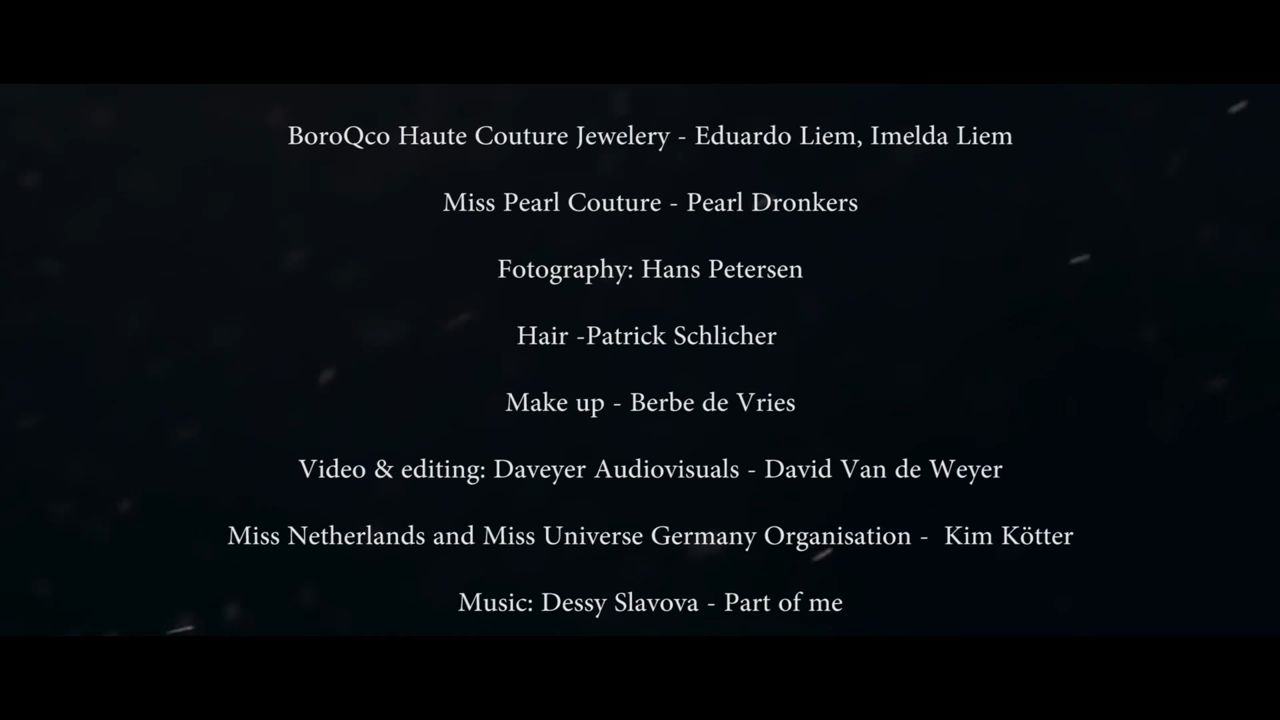 BoroQco Haute Couture Jewelery - Eduardo Liem, Imelda Liem
Miss Pearl Couture - Pearl Dronkers
Fotography: Hans Petersen
Hair -Patrick Schlicher
Make up - Berbe de Vries
Video & editing: Daveyer Audiovisuals - David Van de Weyer
Miss Netherlands and Miss Universe Germany Organisation -  Kim Kötter
Music: Dessy Slavova - Part of me